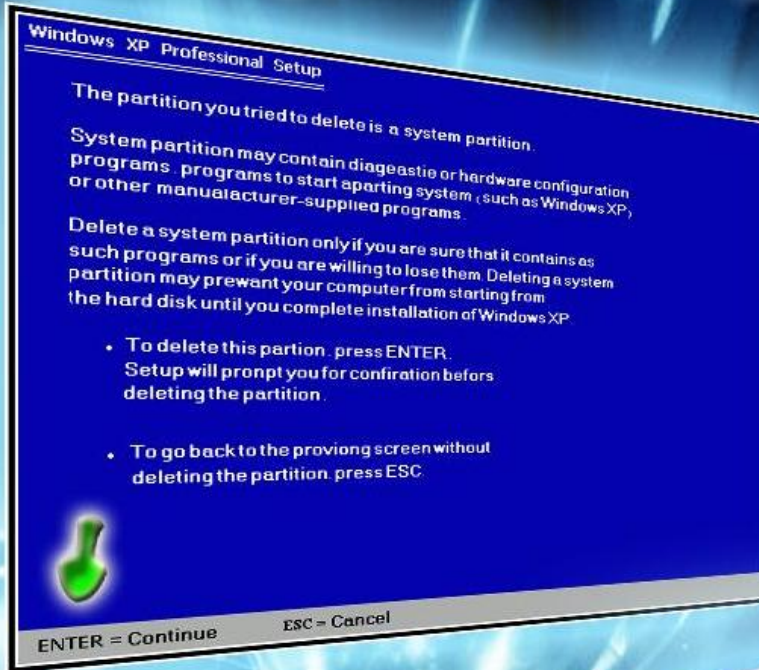 Windows XP Professional Setup
The partition you tried to delete is a system partition.
System partition may contain diageastie or hardware configuration
programs. programs to start aparting system (such as Windows XP)
or other manualacturer-supplied programs.
Delete a system partition only if you are sure that it contains as
such programs or if you are willing to lose them. Deleting a system
partition may prewant your computer from starting from
the hard disk until you complete installation of Windows XP.
• To delete this partion. press ENTER.
Setup will pronpt you for confiration befors
deleting the partition.
• To go back to the proviong screen without
deleting the partition. press ESC.
ENTER = Continue ESC = Cancel